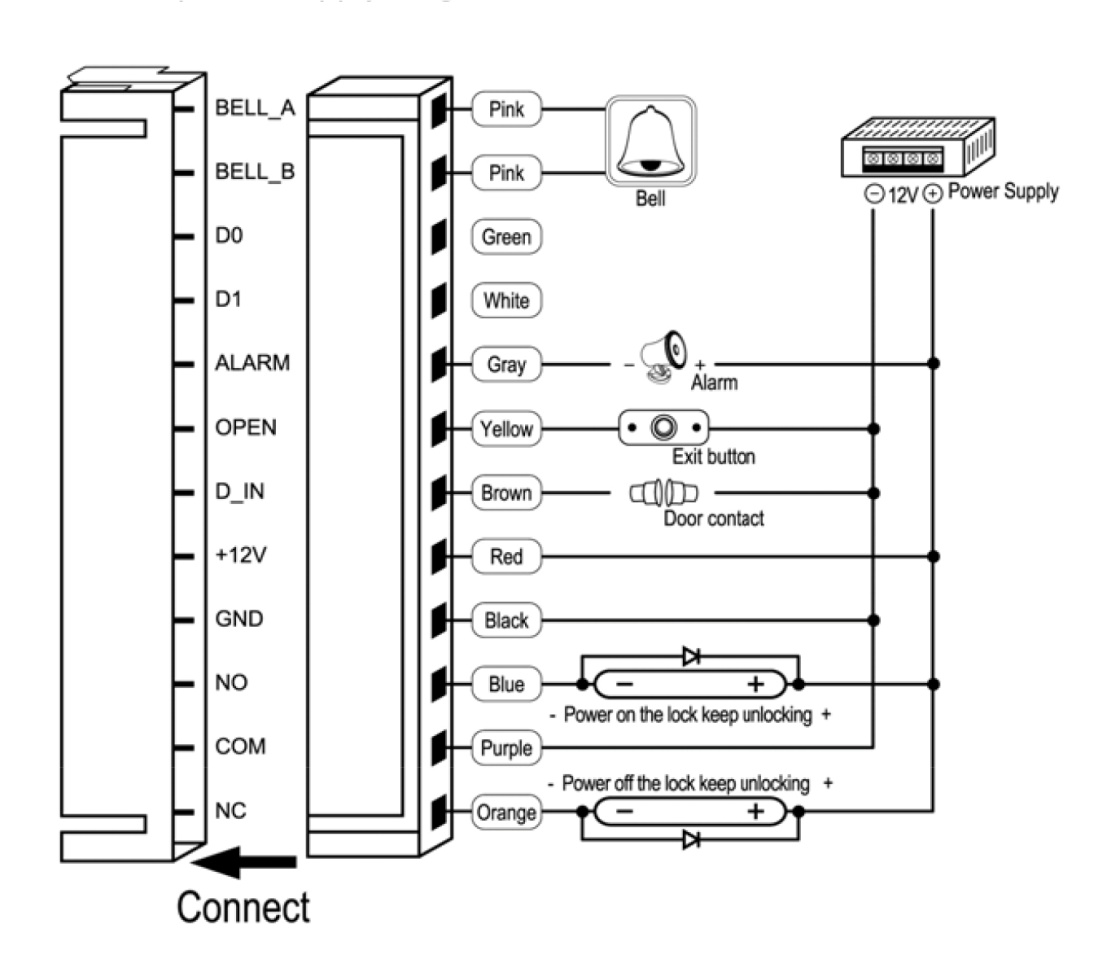 BELL_A Pink
BELL_B Pink
Bell
⊖ 12V ⊕ Power Supply
D0 Green
D1 White
ALARM Gray - +
Alarm
OPEN Yellow
Exit button
D_IN Brown
Door contact
+12V Red
GND Black
NO Blue - +
- Power on the lock keep unlocking +
COM Purple
- Power off the lock keep unlocking +
NC Orange - +
Connect